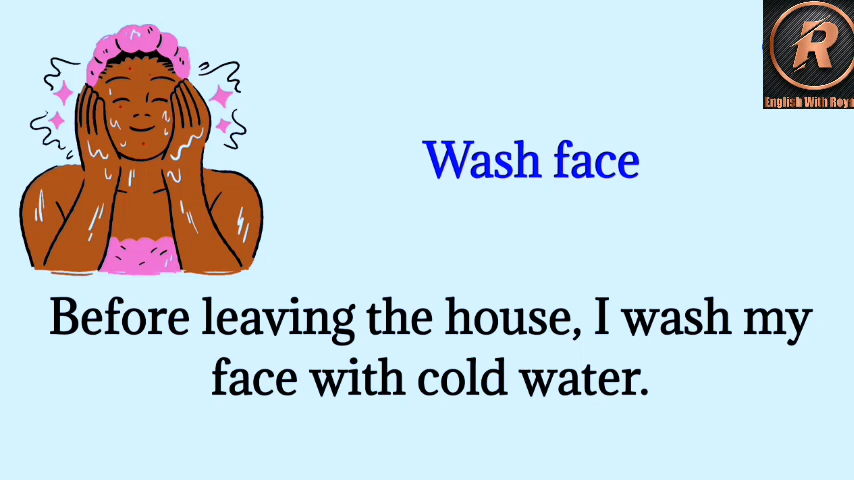 R
English With Roy
Wash face
Before leaving the house, I wash my
face with cold water.